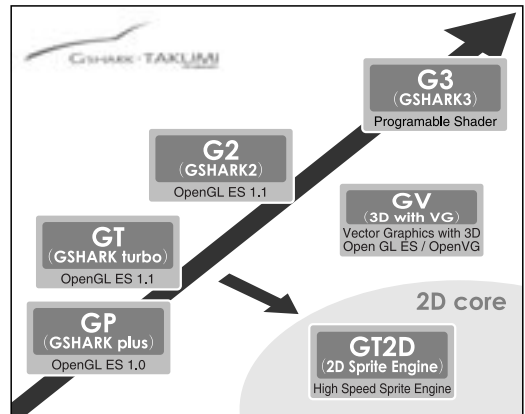 GSHARK-TAKUMI
G3
(GSHARK3)
Programable Shader
G2
(GSHARK2)
OpenGL ES 1.1
GV
(3D with VG)
Vector Graphics with 3D
Open GL ES / OpenVG
GT
(GSHARK turbo)
OpenGL ES 1.1
2D core
GP
(GSHARK plus)
OpenGL ES 1.0
GT2D
(2D Sprite Engine)
High Speed Sprite Engine